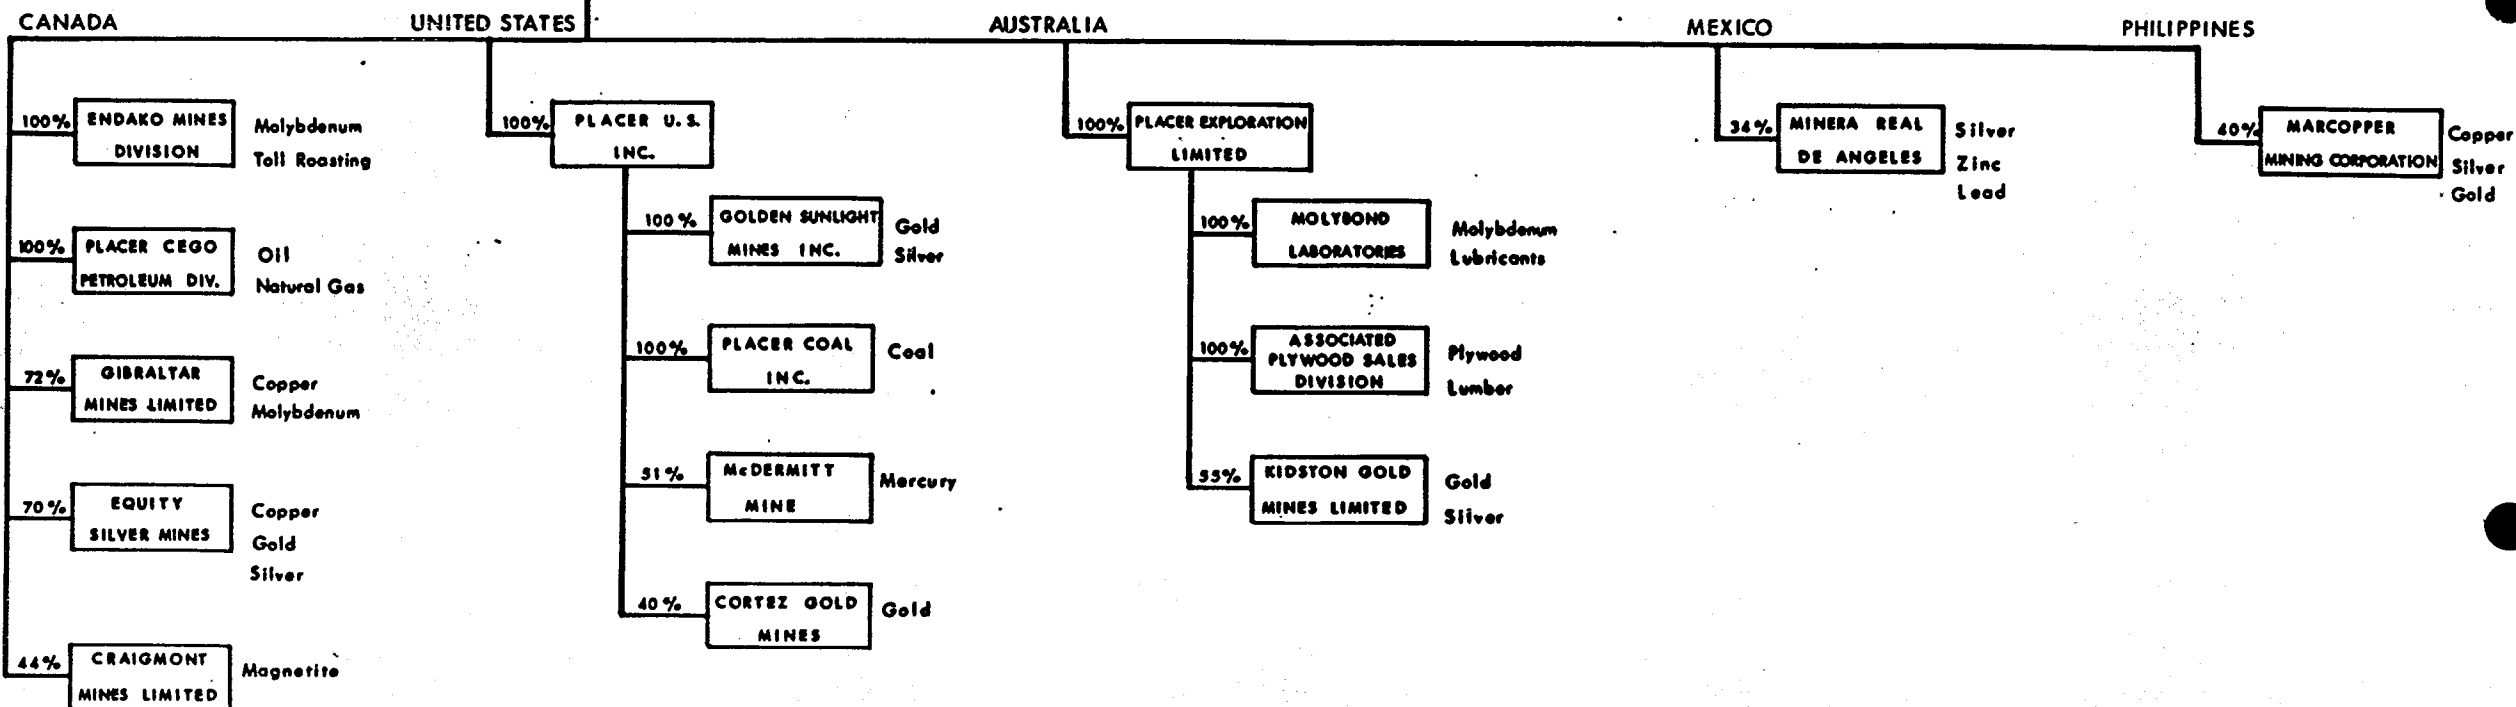 CANADA
UNITED STATES
AUSTRALIA
MEXICO
PHILIPPINES
100%
ENDAKO MINES
DIVISION
Molybdenum
Toll Roasting
100%
PLACER CEGO
PETROLEUM DIV.
Oil
Natural Gas
72%
GIBRALTAR
MINES LIMITED
Copper
Molybdenum
70%
EQUITY
SILVER MINES
Copper
Gold
Silver
44%
CRAIGMONT
MINES LIMITED
Magnetite
100%
PLACER U.S.
INC.
100%
GOLDEN SUNLIGHT
MINES INC.
Gold
Silver
100%
PLACER COAL
INC.
Coal
51%
McDERMITT
MINE
Mercury
40%
CORTEZ GOLD
MINES
Gold
100%
PLACER EXPLORATION
LIMITED
100%
MOLYBOND
LABORATORIES
Molybdenum
Lubricants
100%
ASSOCIATED
PLYWOOD SALES
DIVISION
Plywood
Lumber
55%
KIDSTON GOLD
MINES LIMITED
Gold
Silver
34%
MINERA REAL
DE ANGELES
Silver
Zinc
Lead
40%
MARCOPPER
MINING CORPORATION
Copper
Silver
Gold